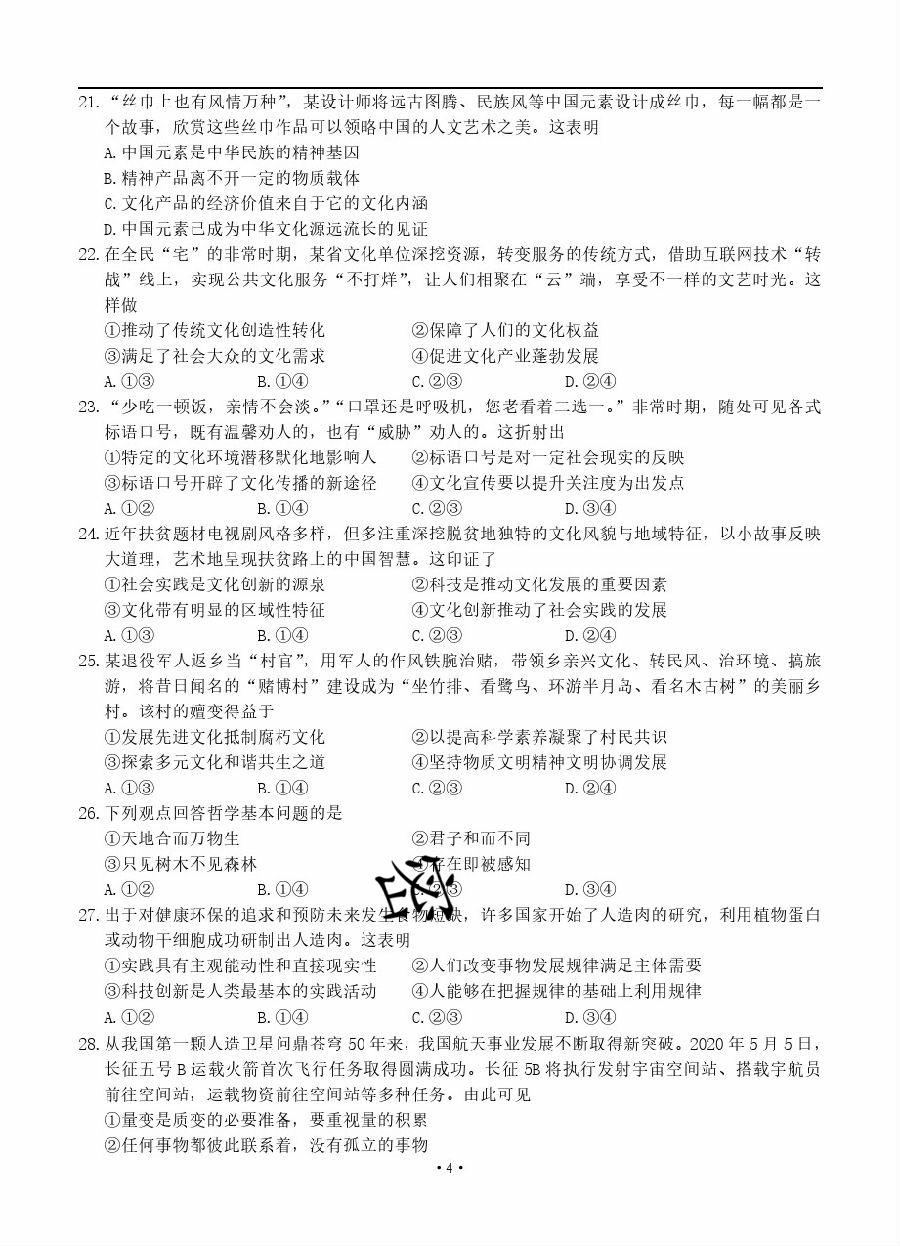 21. “丝巾上也有风情万种”，某设计师将远古图腾、民族风等中国元素设计成丝巾，每一幅都是一
个故事，欣赏这些丝巾作品可以领略中国的人文艺术之美。这表明
A. 中国元素是中华民族的精神基因
B. 精神产品离不开一定的物质载体
C. 文化产品的经济价值来自于它的文化内涵
D. 中国元素已成为中华文化源远流长的见证
22. 在全民“宅”的非常时期，某省文化单位深挖资源，转变服务的传统方式，借助互联网技术“转
战”线上，实现公共文化服务“不打烊”，让人们相聚在“云”端，享受不一样的文艺时光。这
样做
①推动了传统文化创造性转化 ②保障了人们的文化权益
③满足了社会大众的文化需求 ④促进文化产业蓬勃发展
A. ①③ B. ①④ C. ②③ D. ②④
23. “少吃一顿饭，亲情不会淡。”“口罩还是呼吸机，您老看着二选一。”非常时期，随处可见各式
标语口号，既有温馨劝人的，也有“威胁”劝人的。这折射出
①特定的文化环境潜移默化地影响人 ②标语口号是对一定社会现实的反映
③标语口号开辟了文化传播的新途径 ④文化宣传要以提升关注度为出发点
A. ①② B. ①④ C. ②③ D. ③④
24. 近年扶贫题材电视剧风格多样，但多注重深挖脱贫地独特的文化风貌与地域特征，以小故事反映
大道理，艺术地呈现扶贫路上的中国智慧。这印证了
①社会实践是文化创新的源泉 ②科技是推动文化发展的重要因素
③文化带有明显的区域性特征 ④文化创新推动了社会实践的发展
A. ①③ B. ①④ C. ②③ D. ②④
25. 某退役军人返乡当“村官”，用军人的作风铁腕治赌，带领乡亲兴文化、转民风、治环境、搞旅
游，将昔日闻名的“赌博村”建设成为“坐竹排、看鹭鸟、环游半月岛、看名木古树”的美丽乡
村。该村的嬗变得益于
①发展先进文化抵制腐朽文化 ②以提高科学素养凝聚了村民共识
③探索多元文化和谐共生之道 ④坚持物质文明精神文明协调发展
A. ①③ B. ①④ C. ②③ D. ②④
26. 下列观点回答哲学基本问题的是
①天地合而万物生 ②君子和而不同
③只见树木不见森林 ④存在即被感知
A. ①② B. ①④ C. ②③ D. ③④
27. 出于对健康环保的追求和预防未来发生食物短缺，许多国家开始了人造肉的研究，利用植物蛋白
或动物干细胞成功研制出人造肉。这表明
①实践具有主观能动性和直接现实性 ②人们改变事物发展规律满足主体需要
③科技创新是人类最基本的实践活动 ④人能够在把握规律的基础上利用规律
A. ①② B. ①④ C. ②③ D. ③④
28. 从我国第一颗人造卫星问鼎苍穹 50 年来，我国航天事业发展不断取得新突破。2020 年 5 月 5 日，
长征五号 B 运载火箭首次飞行任务取得圆满成功。长征 5B 将执行发射宇宙空间站、搭载宇航员
前往空间站，运载物资前往空间站等多种任务。由此可见
①量变是质变的必要准备，要重视量的积累
②任何事物都彼此联系着，没有孤立的事物
• 4 •